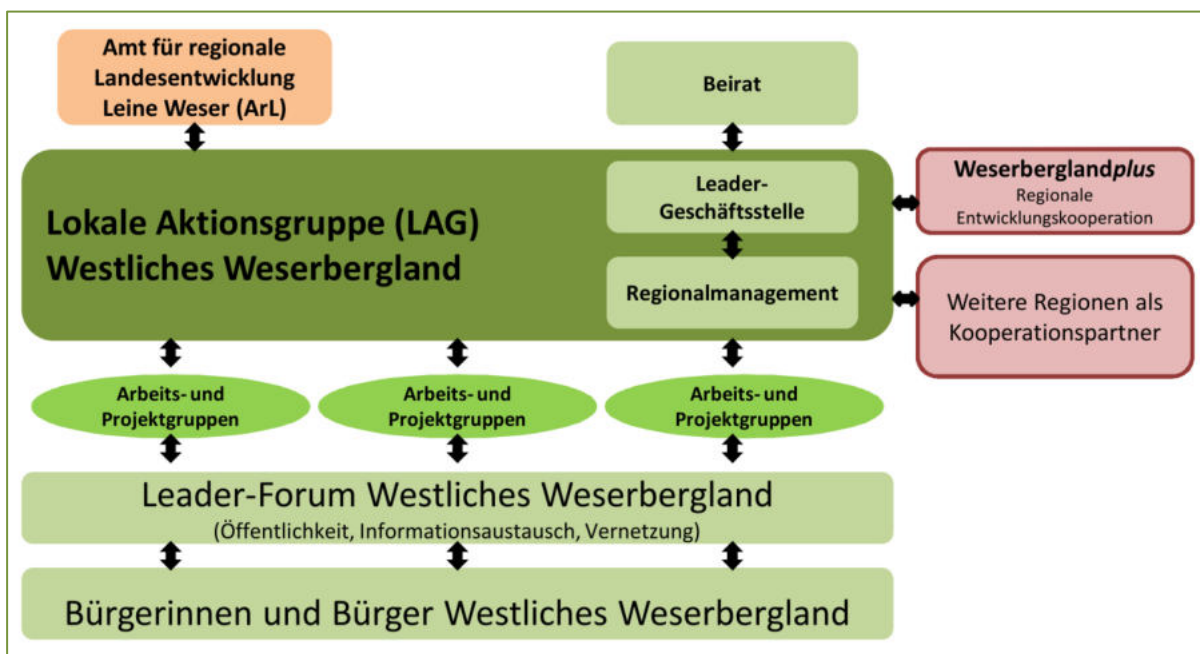 Amt für regionale
Landesentwicklung
Leine Weser (ArL)
Beirat
Lokale Aktionsgruppe (LAG)
Westliches Weserbergland
Leader-
Geschäftsstelle
Regionalmanagement
Weserberglandplus
Regionale
Entwicklungskooperation
Weitere Regionen als
Kooperationspartner
Arbeits- und
Projektgruppen
Arbeits- und
Projektgruppen
Arbeits- und
Projektgruppen
Leader-Forum Westliches Weserbergland
(Öffentlichkeit, Informationsaustausch, Vernetzung)
Bürgerinnen und Bürger Westliches Weserbergland